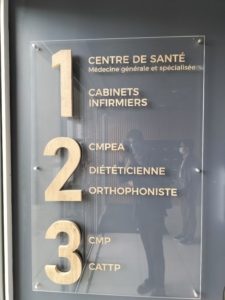 1
CENTRE DE SANTÉ
Médecine générale et spécialisée
CABINETS
INFIRMIERS
2
CMPEA
DIÉTÉTICIENNE
ORTHOPHONISTE
3
CMP
CATTP